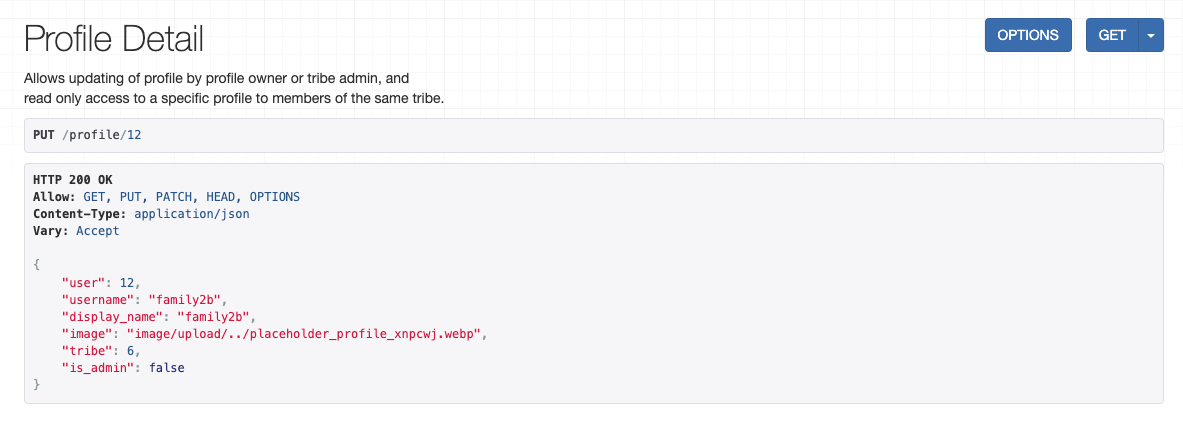 Profile Detail
OPTIONS
GET
Allows updating of profile by profile owner or tribe admin, and
read only access to a specific profile to members of the same tribe.
PUT /profile/12
HTTP 200 OK
Allow: GET, PUT, PATCH, HEAD, OPTIONS
Content-Type: application/json
Vary: Accept
{
    "user": 12,
    "username": "family2b",
    "display_name": "family2b",
    "image": "image/upload/../placeholder_profile_xnpcwj.webp",
    "tribe": 6,
    "is_admin": false
}